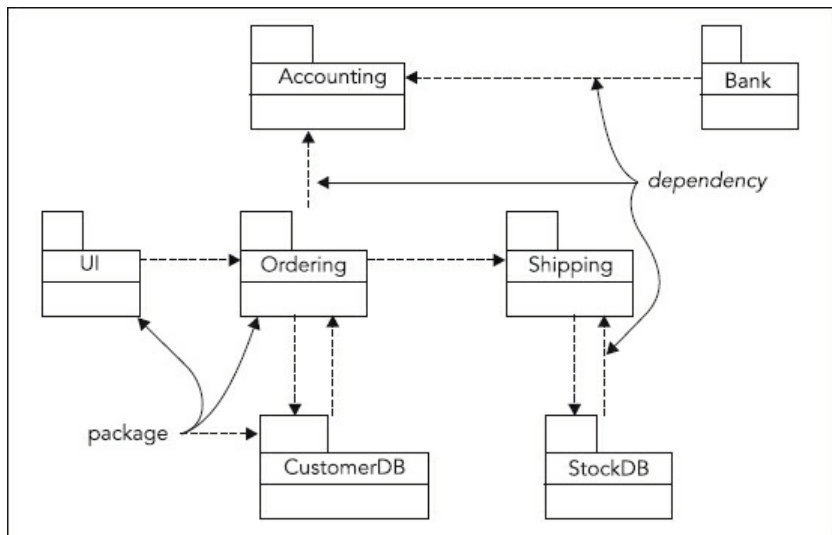 Accounting
Bank
dependency
UI
Ordering
Shipping
package
CustomerDB
StockDB